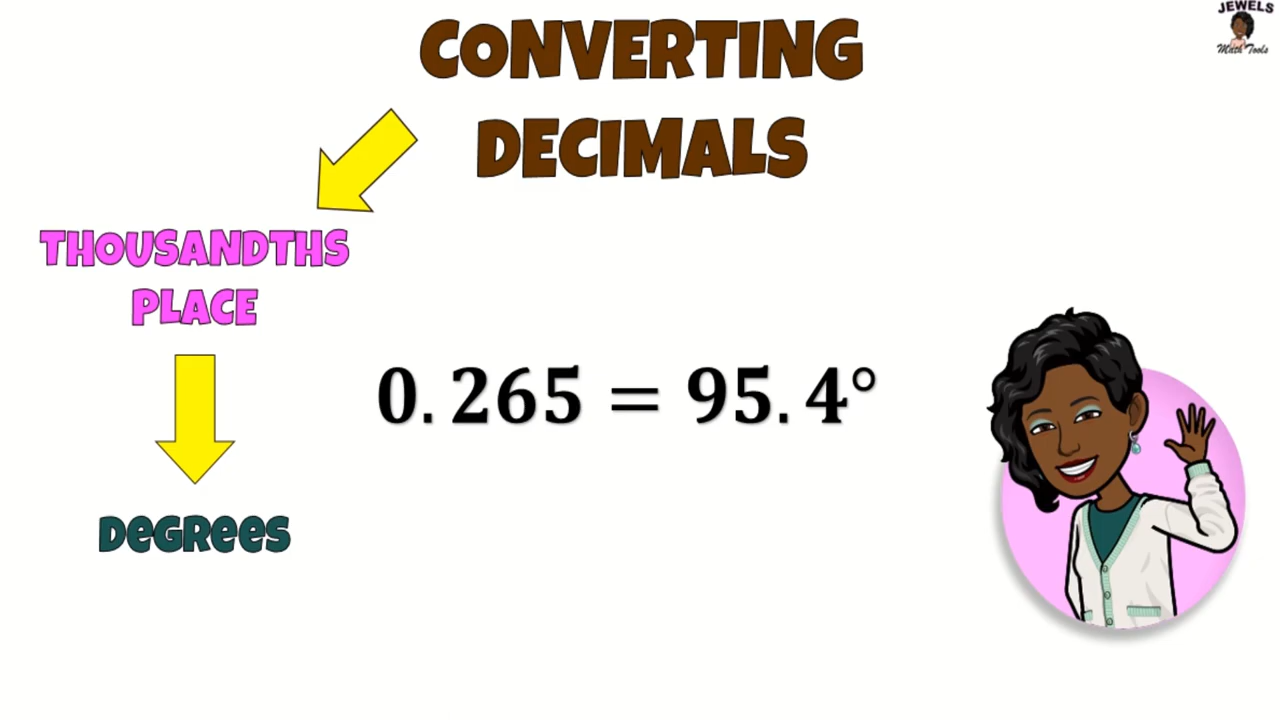 JEWELS
Math Tools
CONVERTING
DECIMALS
THOUSANDTHS
PLACE
0.265 = 95.4°
DeGRees